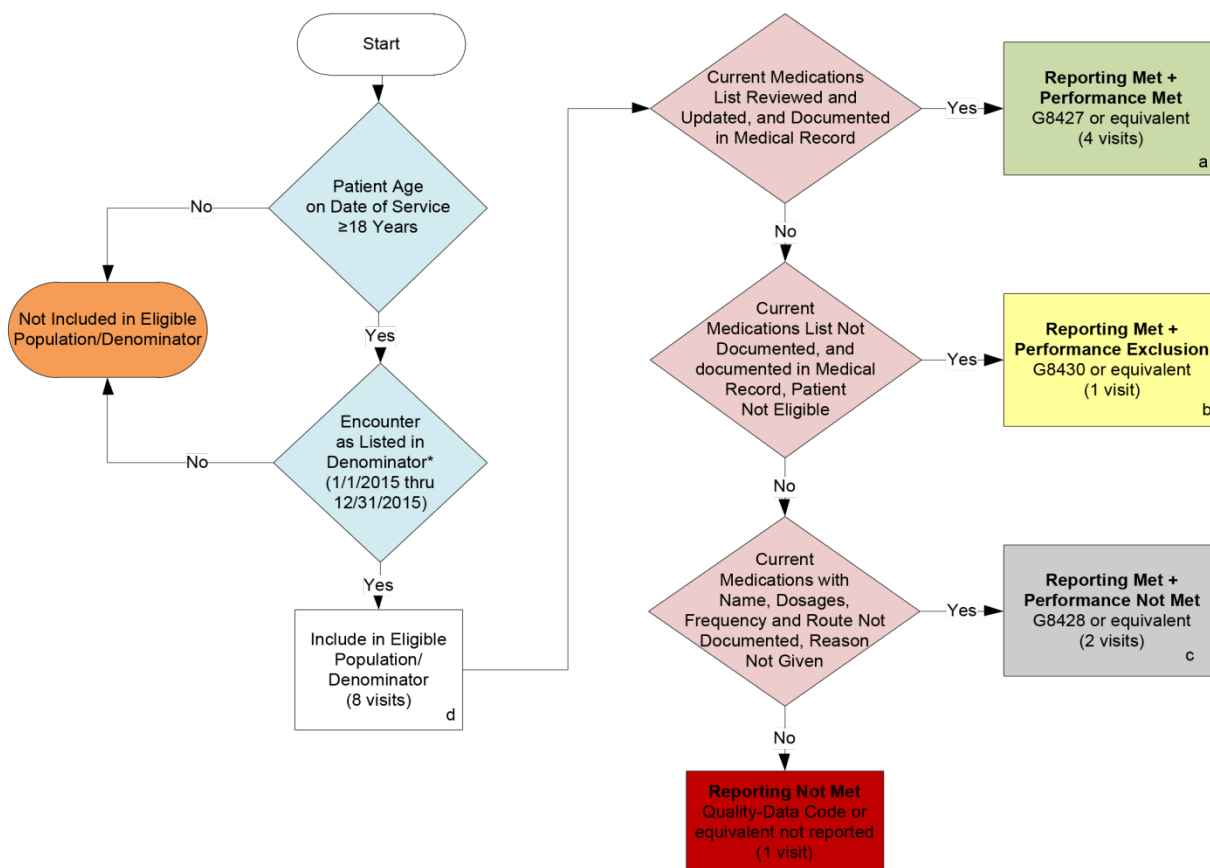 Start
Patient Age
on Date of Service
≥18 Years
No
Yes
Not Included in Eligible
Population/Denominator
Encounter
as Listed in
Denominator*
(1/1/2015 thru
12/31/2015)
No
Yes
Include in Eligible
Population/
Denominator
(8 visits)
d
Current Medications
List Reviewed and
Updated, and Documented
in Medical Record
Yes
Reporting Met +
Performance Met
G8427 or equivalent
(4 visits)
a
No
Current
Medications List Not
Documented, and
documented in Medical
Record, Patient
Not Eligible
Yes
Reporting Met +
Performance Exclusion
G8430 or equivalent
(1 visit)
b
No
Current
Medications with
Name, Dosages,
Frequency and Route Not
Documented, Reason
Not Given
Yes
Reporting Met +
Performance Not Met
G8428 or equivalent
(2 visits)
c
No
Reporting Not Met
Quality-Data Code or
equivalent not reported
(1 visit)